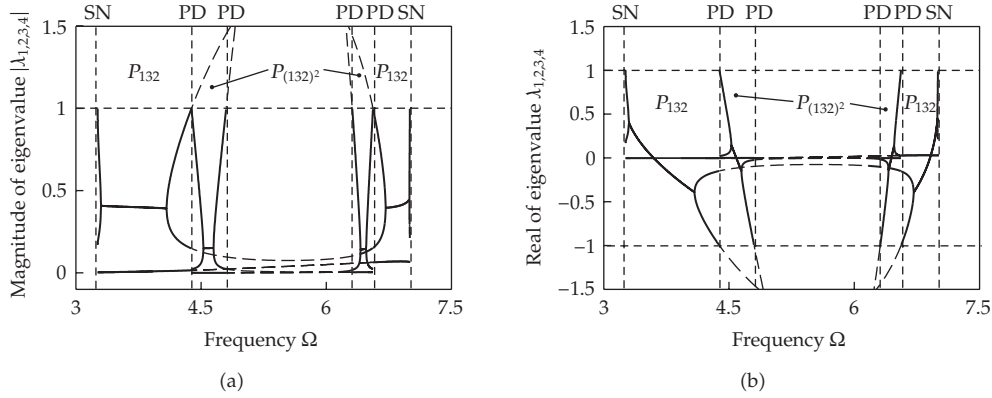 SN PD PD PD PD SN
1.5
1
0.5
0
Magnitude of eigenvalue |λ₁,₂,₃,₄|
P₁₃₂ P₍₁₃₂₎² P₁₃₂
3 4.5 6 7.5
Frequency Ω
(a)
SN PD PD PD PD SN
1.5
1
0.5
0
−0.5
−1
−1.5
Real of eigenvalue λ₁,₂,₃,₄
P₁₃₂ P₍₁₃₂₎² P₁₃₂
3 4.5 6 7.5
Frequency Ω
(b)